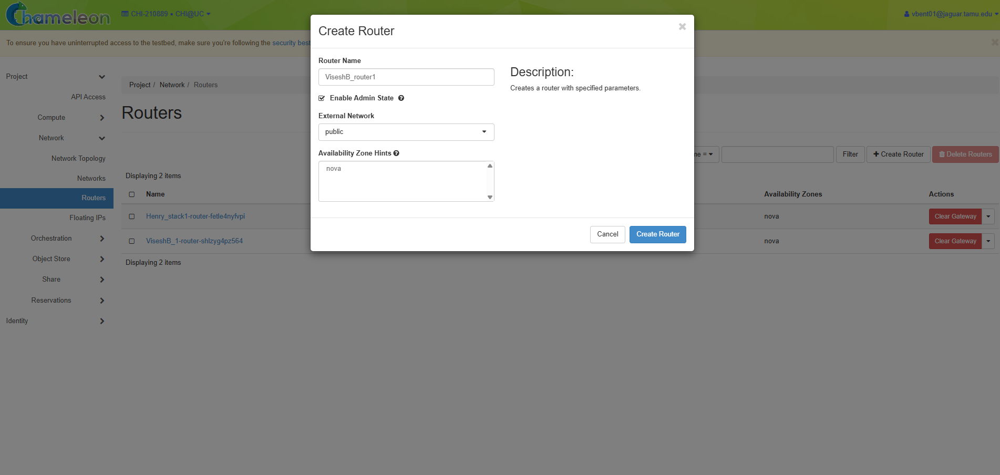 Chameleon
CHI-210889 • CHI@UC
vbent01@jaguar.tamu.edu
To ensure you have uninterrupted access to the testbed, make sure you're following the security best
Create Router
Router Name
ViseshB_router1
Enable Admin State
External Network
public
Availability Zone Hints
nova
Description:
Creates a router with specified parameters.
Cancel
Create Router
Project
API Access
Compute
Network
Network Topology
Networks
Routers
Floating IPs
Orchestration
Object Store
Share
Reservations
Identity
Project / Network / Routers
Routers
me =
Filter
Create Router
Delete Routers
Displaying 2 items
Name
Availability Zones
Actions
Henry_stack1-router-fetle4nyfvpi
nova
Clear Gateway
ViseshB_1-router-shlzyg4pz564
nova
Clear Gateway
Displaying 2 items